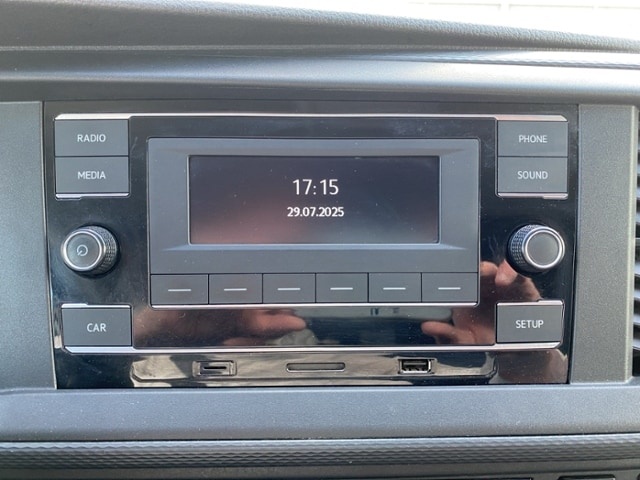 RADIO
PHONE
MEDIA
SOUND
17:15
29.07.2025
CAR
SETUP